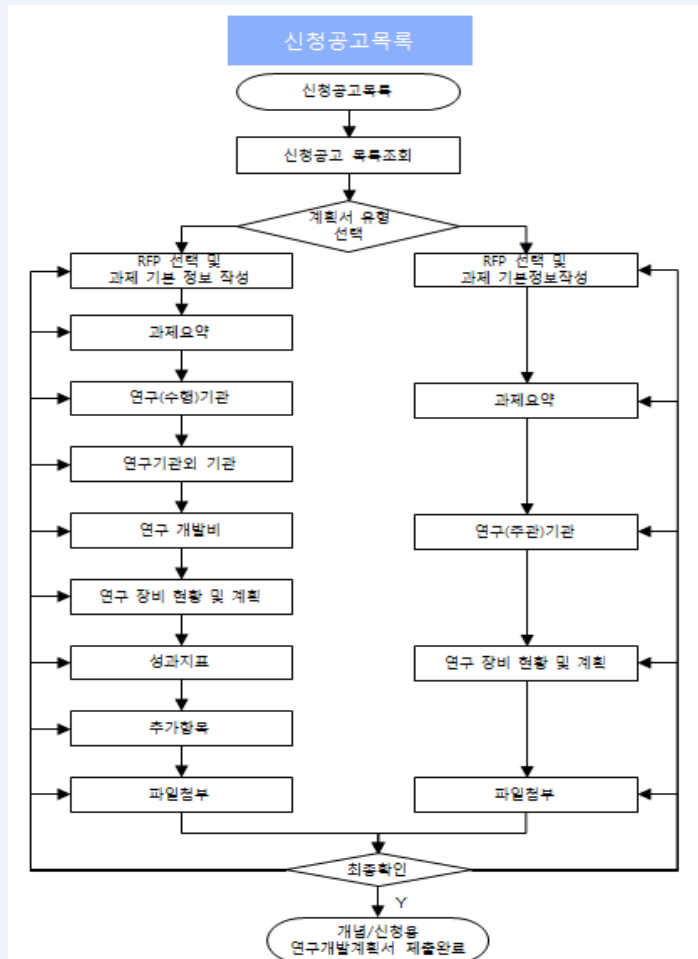 신청공고목록
신청공고목록
신청공고 목록조회
계획서 유형
선택
RFP 선택 및
과제 기본 정보 작성
과제요약
연구(수행)기관
연구기관외 기관
연구 개발비
연구 장비 현황 및 계획
성과지표
추가항목
파일첨부
RFP 선택 및
과제 기본정보작성
과제요약
연구(주관)기관
연구 장비 현황 및 계획
파일첨부
최종확인
Y
개념/신청용
연구개발계획서 제출완료